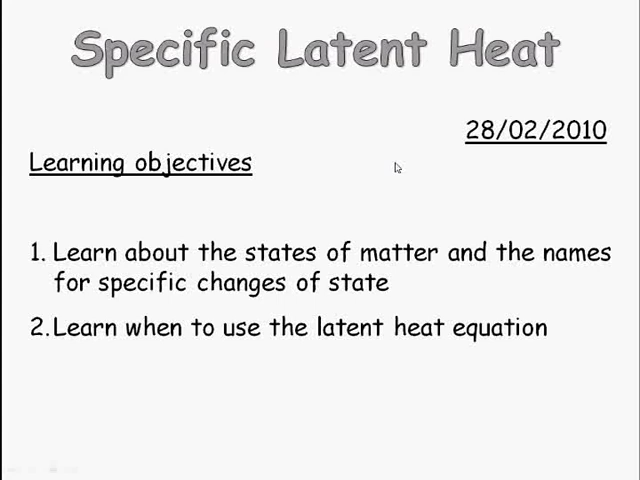 Specific Latent Heat
28/02/2010
Learning objectives
1. Learn about the states of matter and the names
for specific changes of state
2.Learn when to use the latent heat equation